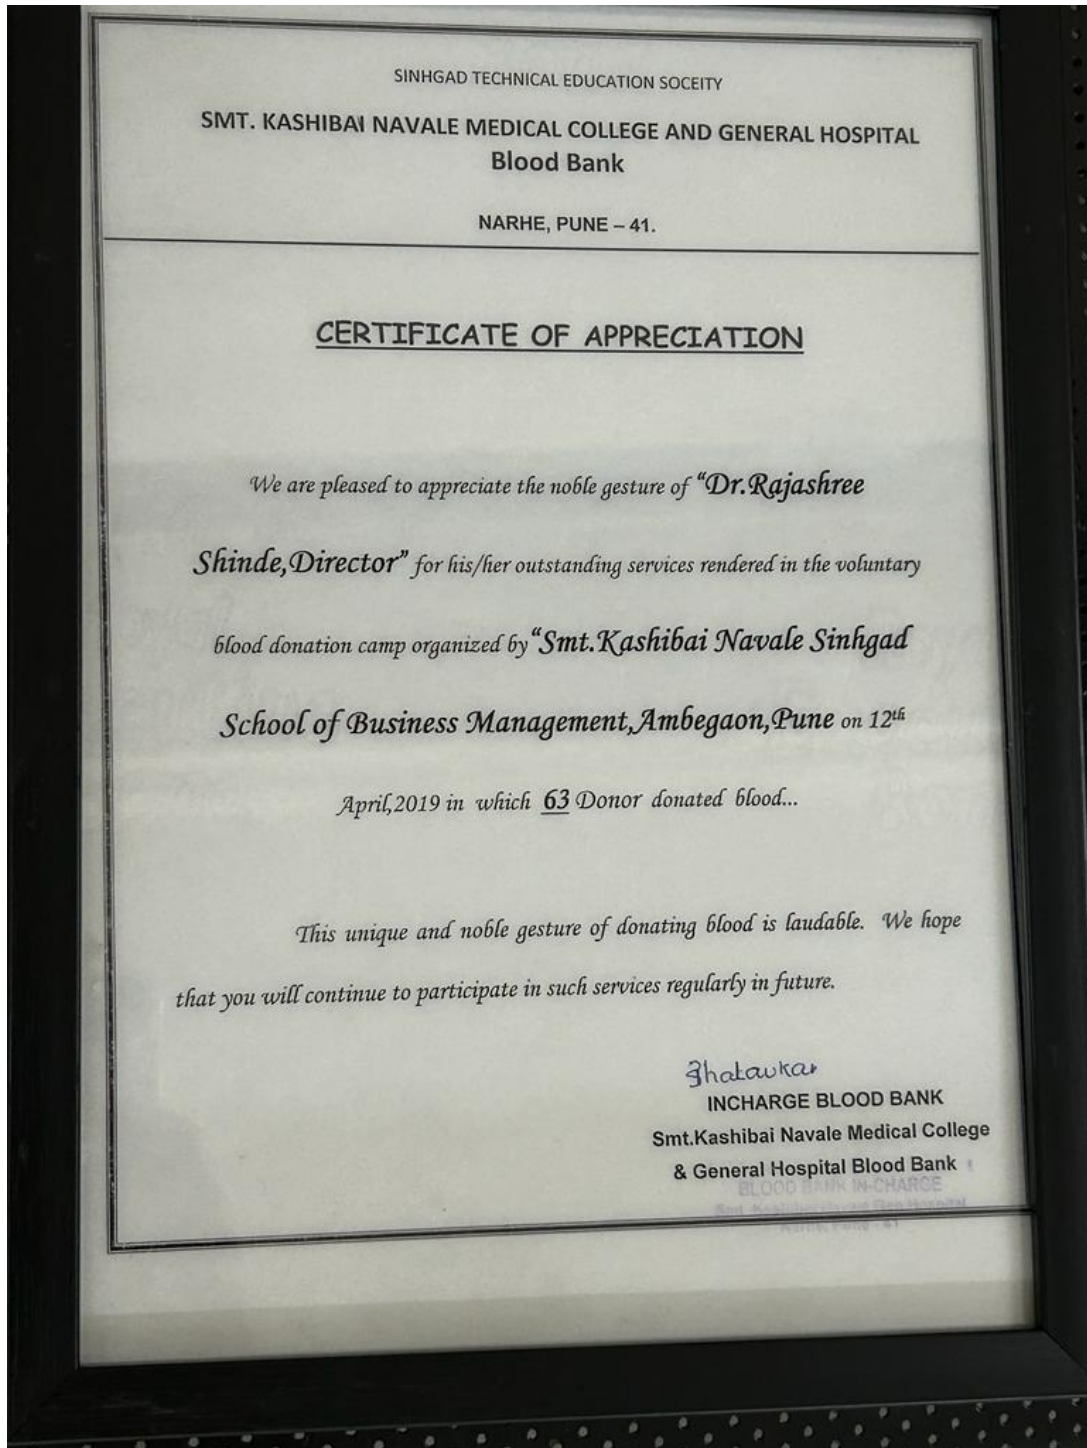 SINHGAD TECHNICAL EDUCATION SOCEITY
SMT. KASHIBAI NAVALE MEDICAL COLLEGE AND GENERAL HOSPITAL
Blood Bank
NARHE, PUNE – 41.
CERTIFICATE OF APPRECIATION
We are pleased to appreciate the noble gesture of “Dr.Rajashree
Shinde,Director” for his/her outstanding services rendered in the voluntary
blood donation camp organized by “Smt.Kashibai Navale Sinhgad
School of Business Management,Ambegaon,Pune on 12th
April,2019 in which 63 Donor donated blood...
This unique and noble gesture of donating blood is laudable. We hope
that you will continue to participate in such services regularly in future.
INCHARGE BLOOD BANK
Smt.Kashibai Navale Medical College
& General Hospital Blood Bank
BLOOD BANK IN-CHARGE